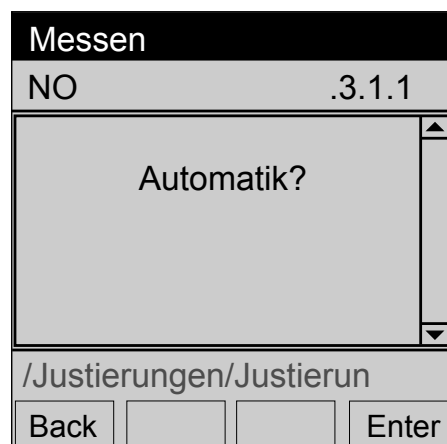 Messen
NO .3.1.1
Automatik?
/Justierungen/Justierun
Back Enter